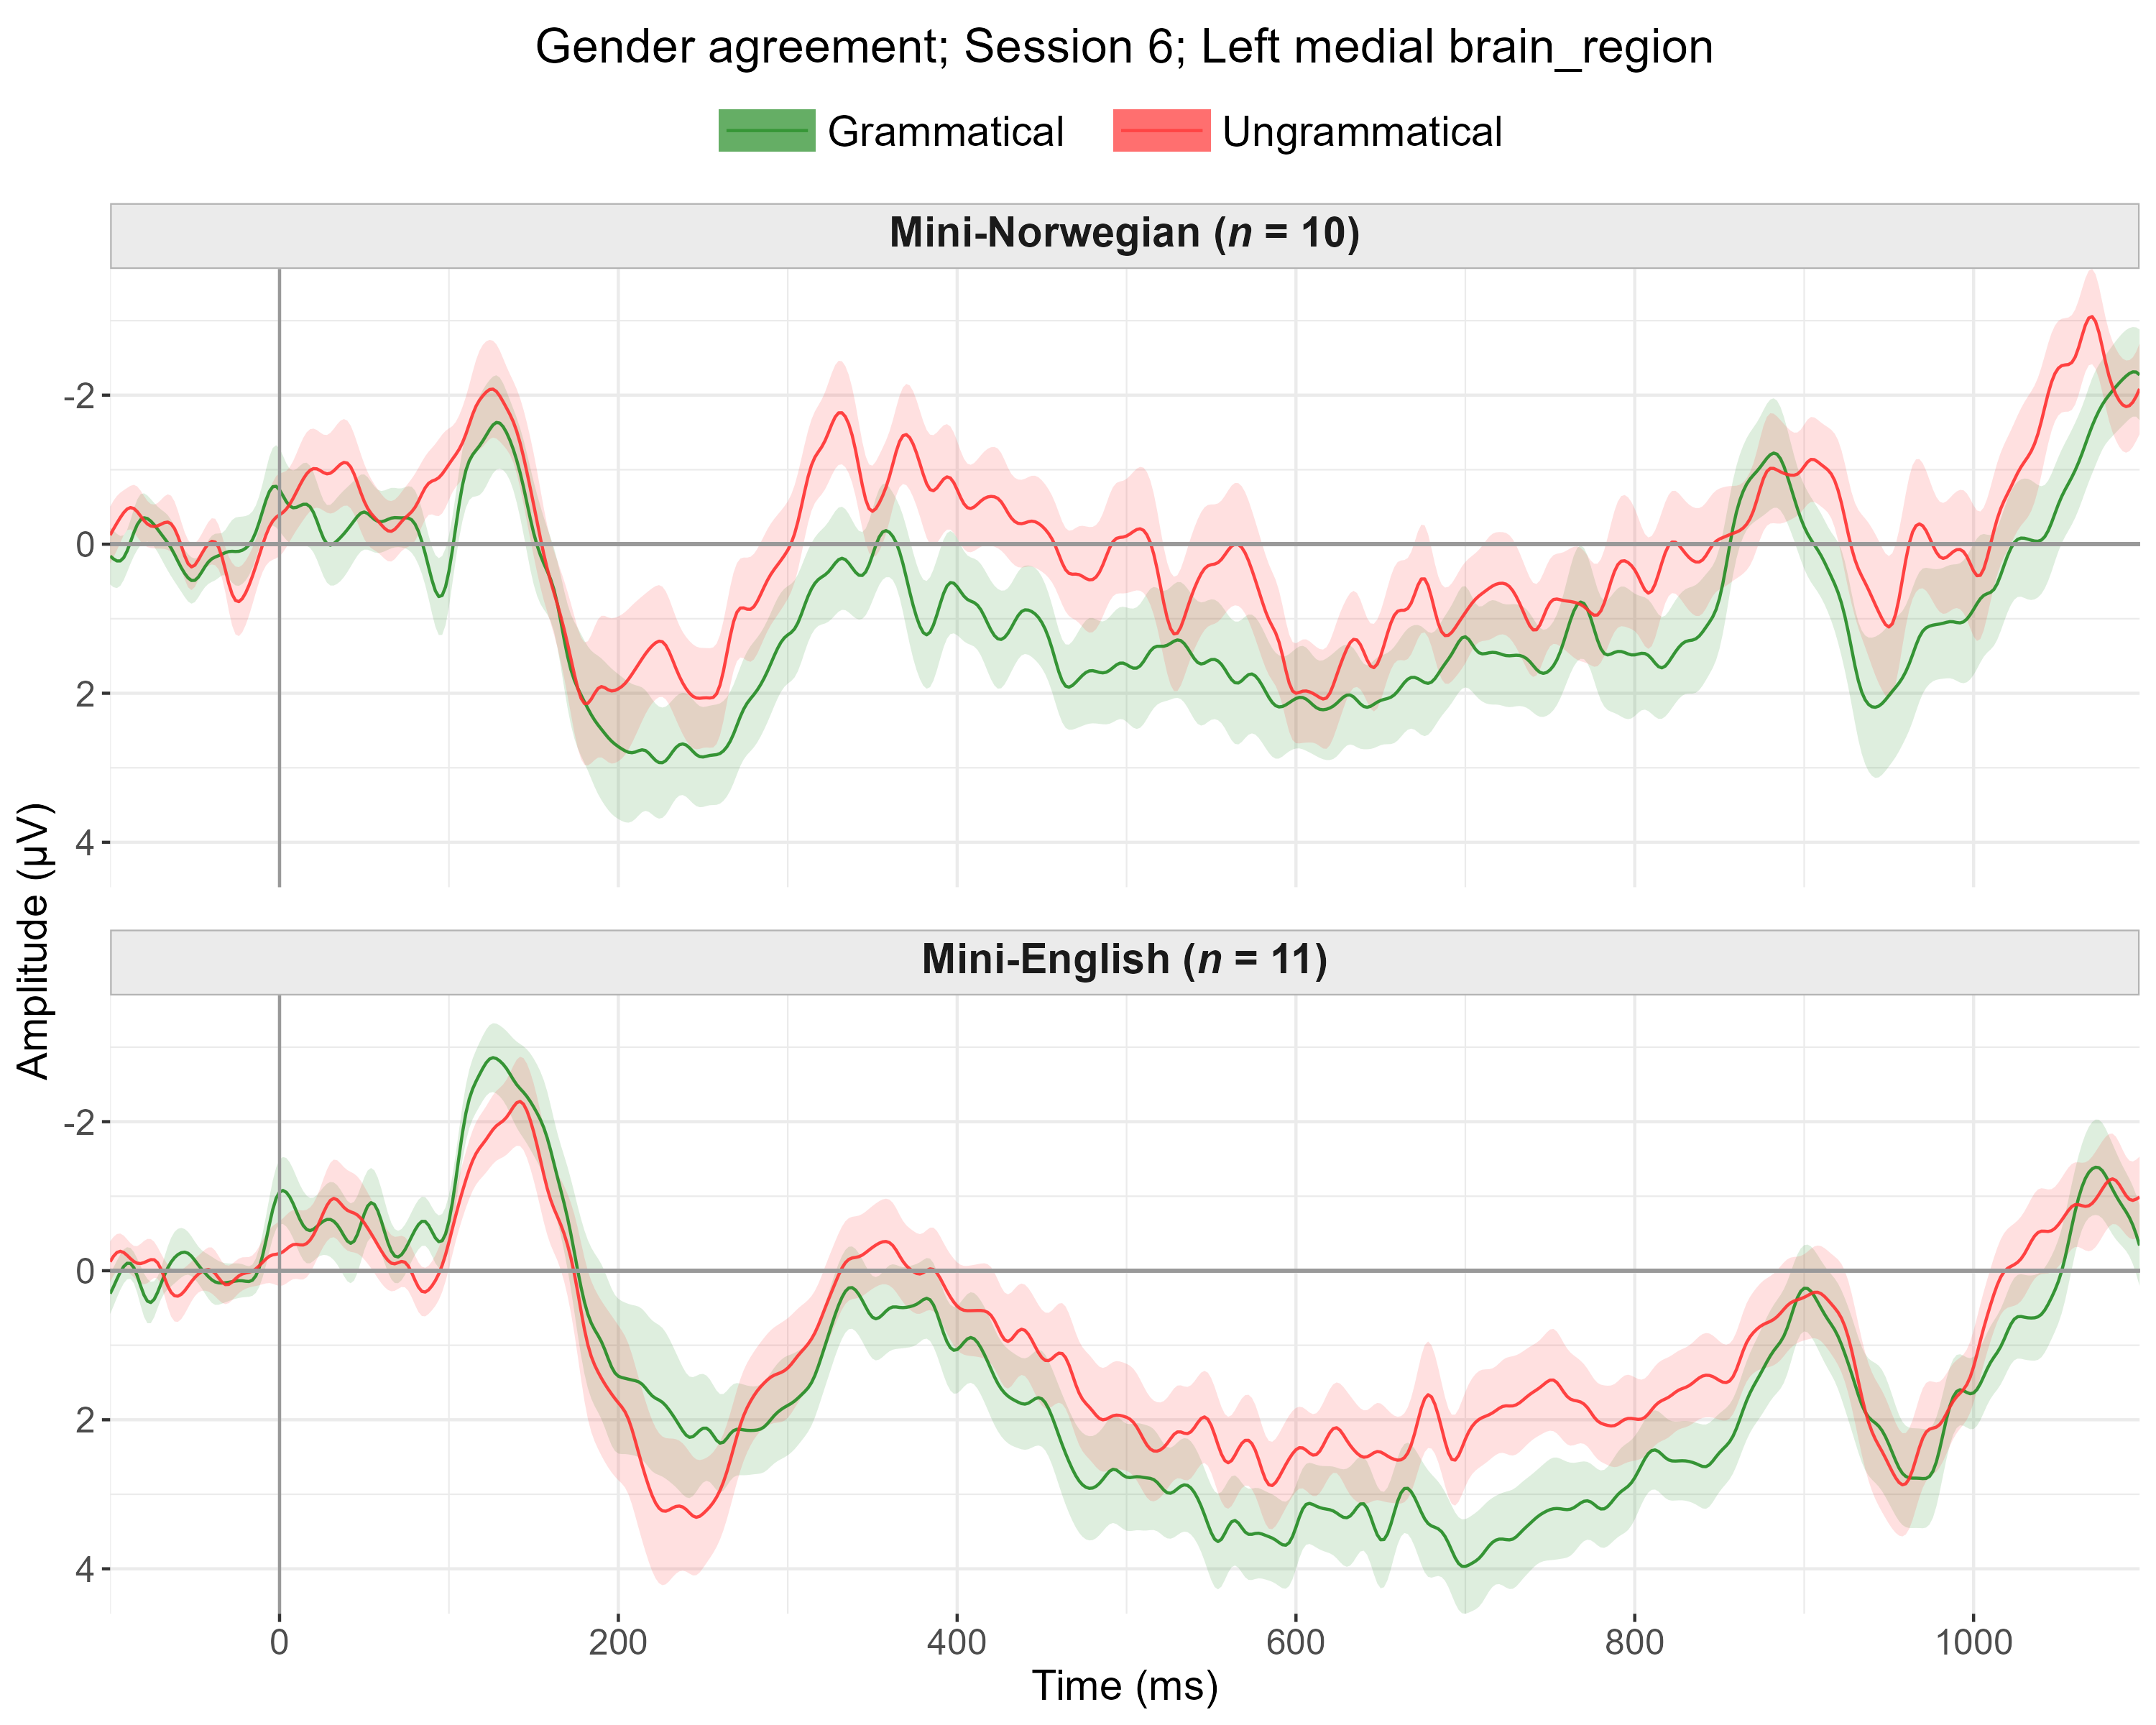 Gender agreement; Session 6; Left medial brain_region
Grammatical Ungrammatical
Mini-Norwegian (n = 10)
-2
0
2
4
Mini-English (n = 11)
-2
0
2
4
Amplitude (µV)
0 200 400 600 800 1000
Time (ms)